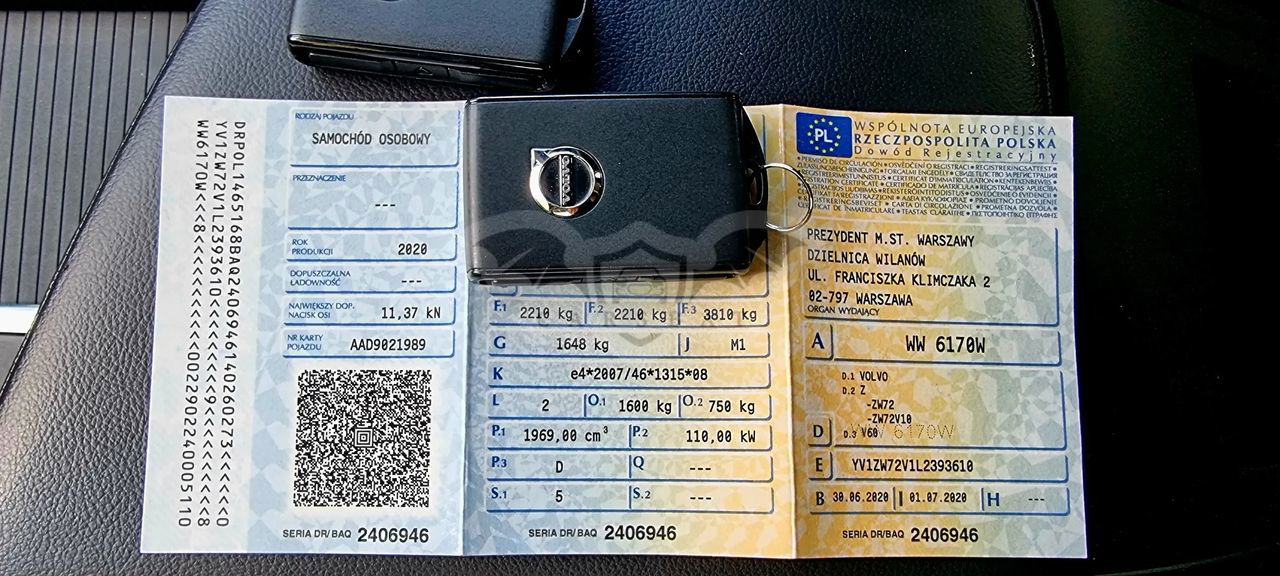 DRPOL1465168BAQ240694614026027​3<<<<<0
YV1ZW72V1L2393610<<<<<<<9<<<<<<8
WW6170W<<<8<<<<<<<<<<0022902240005110
RODZAJ POJAZDU
SAMOCHÓD OSOBOWY
PRZEZNACZENIE
---
ROK PRODUKCJI 2020
DOPUSZCZALNA ŁADOWNOŚĆ ---
NAJWIĘKSZY DOP. NACISK OSI 11,37 kN
NR KARTY POJAZDU AAD9021989
SERIA DR/BAQ 2406946
VOLVO
F.1 2210 kg F.2 2210 kg F.3 3810 kg
G 1648 kg J M1
K e4*2007/46*1315*08
L 2 O.1 1600 kg O.2 750 kg
P.1 1969,00 cm³ P.2 110,00 kW
P.3 D Q ---
S.1 5 S.2 ---
SERIA DR/BAQ 2406946
PL
WSPÓLNOTA EUROPEJSKA
RZECZPOSPOLITA POLSKA
Dowód Rejestracyjny
PREZYDENT M.ST. WARSZAWY
DZIELNICA WILANÓW
UL. FRANCISZKA KLIMCZAKA 2
02-797 WARSZAWA
ORGAN WYDAJĄCY
A WW 6170W
D.1 VOLVO
D.2 Z
-ZW72
-ZW72V10
D D.3 V60
E YV1ZW72V1L2393610
B 30.06.2020 I 01.07.2020 H ---
SERIA DR/BAQ 2406946